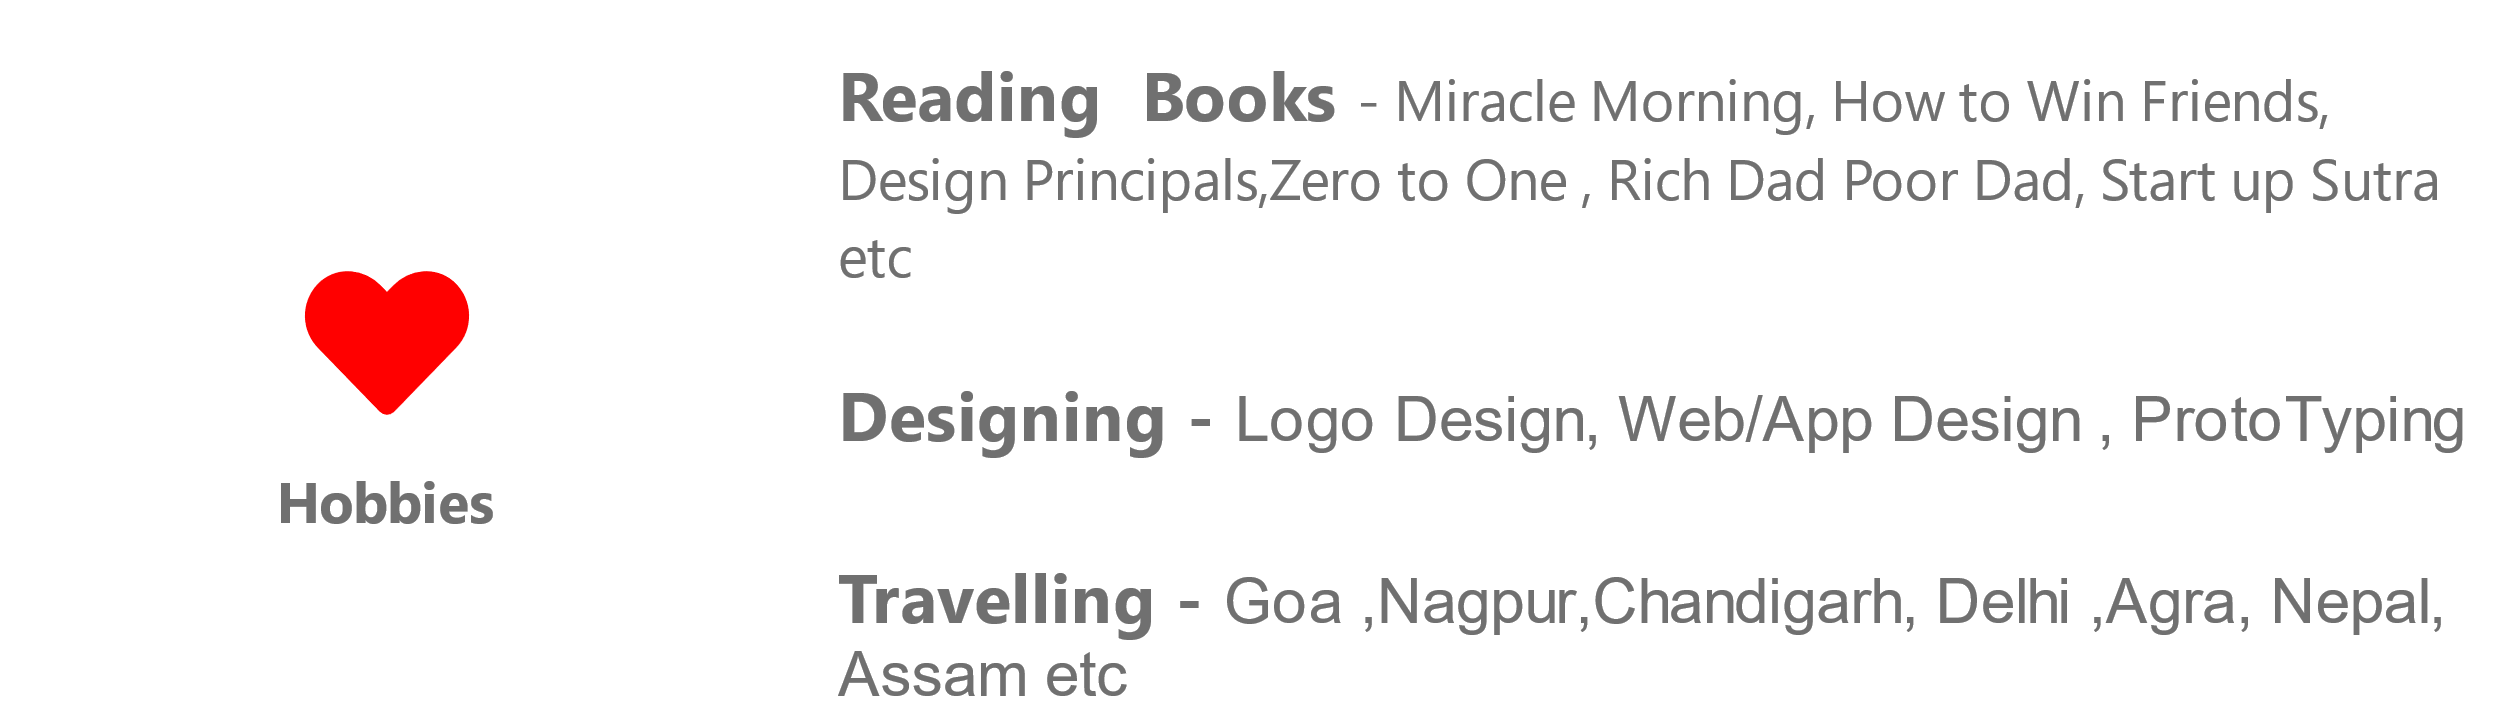 Hobbies
Reading Books - Miracle Morning, How to Win Friends,
Design Principals,Zero to One , Rich Dad Poor Dad, Start up Sutra
etc
Designing - Logo Design, Web/App Design , ProtoTyping
Travelling - Goa ,Nagpur,Chandigarh, Delhi ,Agra, Nepal,
Assam etc